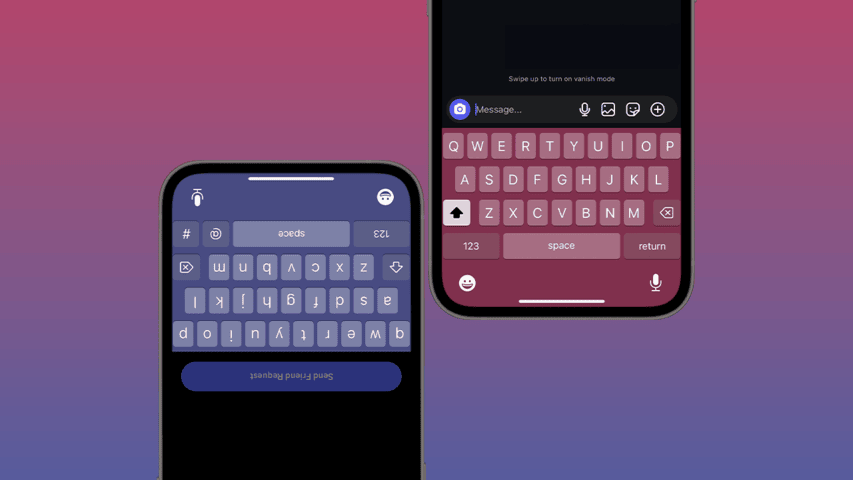 Swipe up to turn on vanish mode
Message...
Q W E R T Y U I O P
A S D F G H J K L
Z X C V B N M
123 space return
Send Friend Request
q w e r t y u i o p
a s d f g h j k l
z x c v b n m
123 space @ #